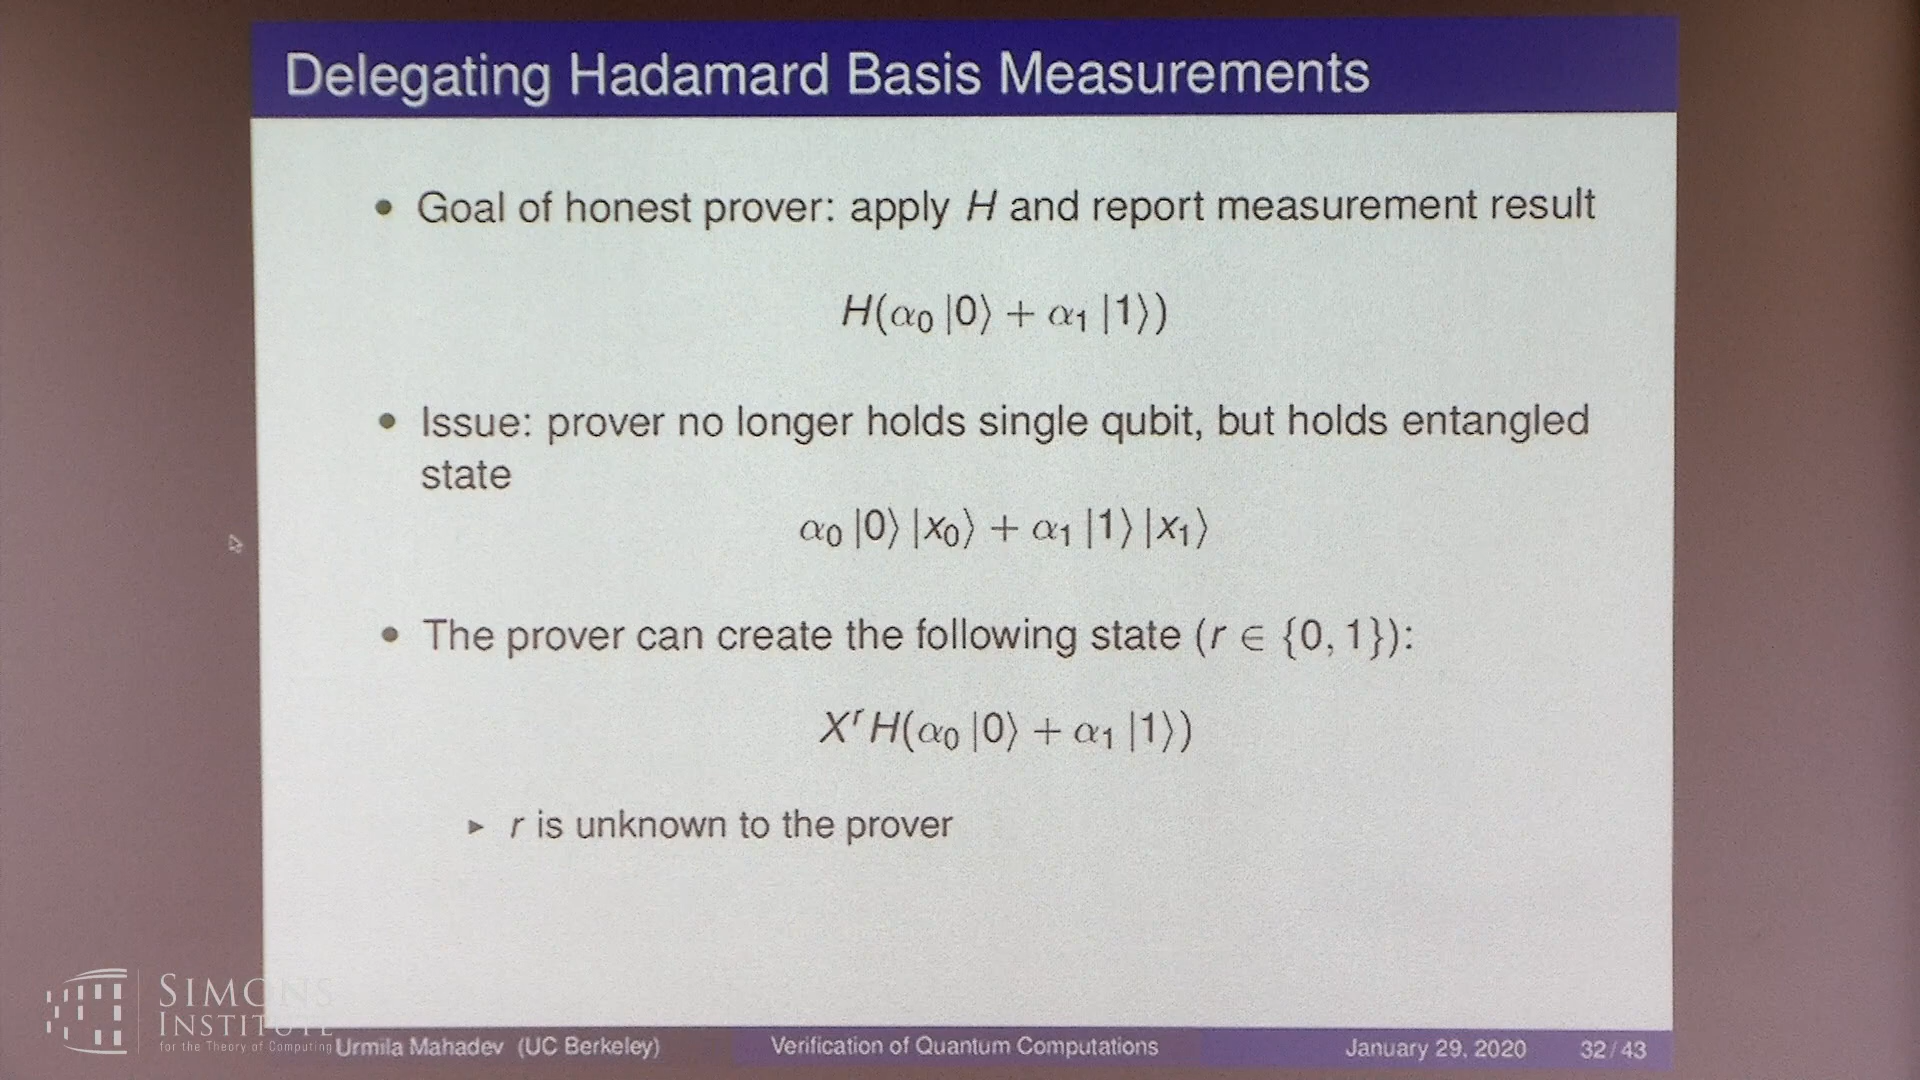 Delegating Hadamard Basis Measurements
• Goal of honest prover: apply H and report measurement result
H(α₀ |0⟩ + α₁ |1⟩)
• Issue: prover no longer holds single qubit, but holds entangled
state
α₀ |0⟩ |x₀⟩ + α₁ |1⟩ |x₁⟩
• The prover can create the following state (r ∈ {0, 1}):
XʳH(α₀ |0⟩ + α₁ |1⟩)
▶ r is unknown to the prover
SIMONS
INSTITUTE
for the Theory of Computing
Urmila Mahadev (UC Berkeley) Verification of Quantum Computations January 29, 2020 32 / 43